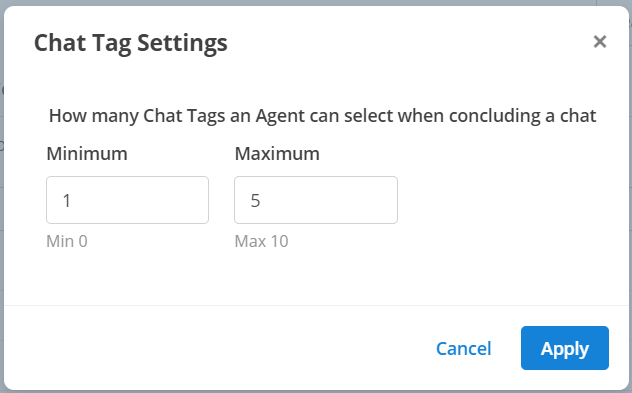 Chat Tag Settings
×
How many Chat Tags an Agent can select when concluding a chat
Minimum Maximum
1 5
Min 0 Max 10
Cancel Apply